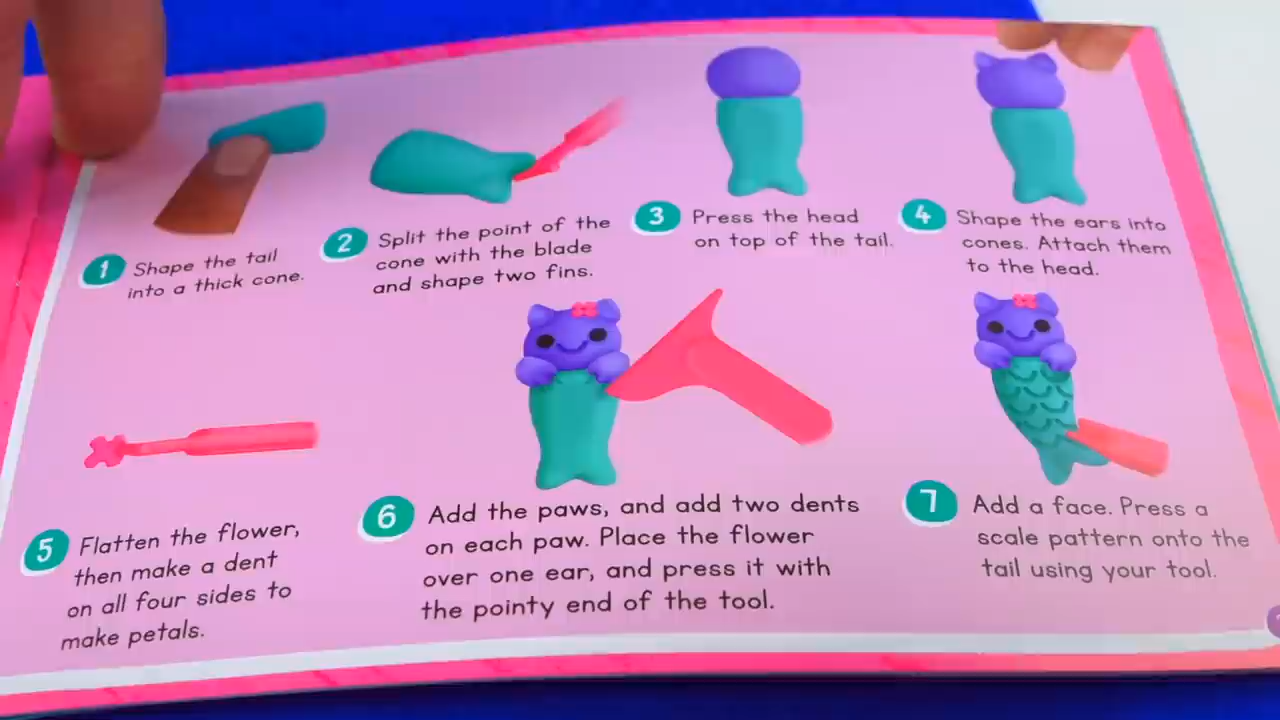 1 Shape the tail
into a thick cone.
2 Split the point of the
cone with the blade
and shape two fins.
3 Press the head
on top of the tail.
4 Shape the ears into
cones. Attach them
to the head.
5 Flatten the flower,
then make a dent
on all four sides to
make petals.
6 Add the paws, and add two dents
on each paw. Place the flower
over one ear, and press it with
the pointy end of the tool.
7 Add a face. Press a
scale pattern onto the
tail using your tool.